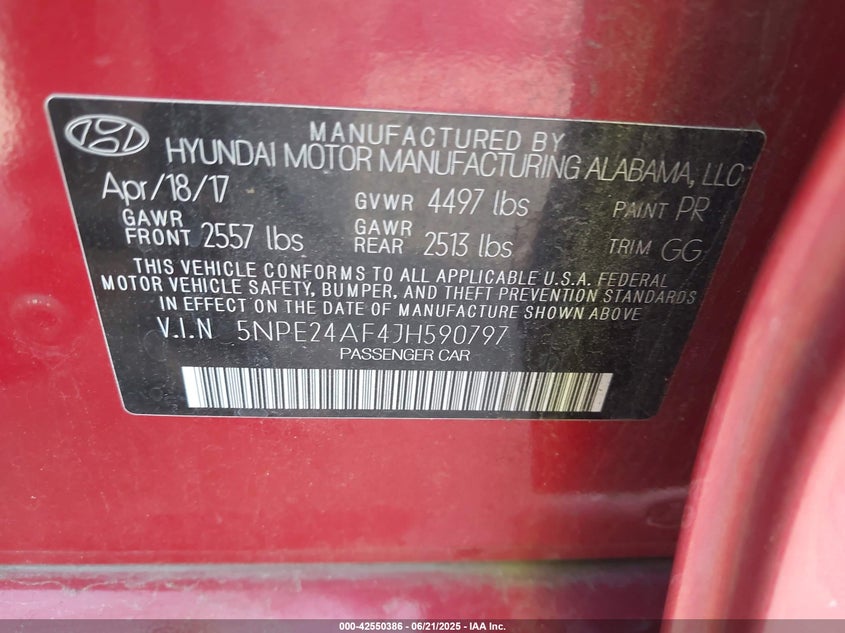 MANUFACTURED BY
HYUNDAI MOTOR MANUFACTURING ALABAMA, LLC
Apr/18/17 GVWR 4497 lbs PAINT PR
GAWR FRONT 2557 lbs GAWR REAR 2513 lbs TRIM GG
THIS VEHICLE CONFORMS TO ALL APPLICABLE U.S.A. FEDERAL
MOTOR VEHICLE SAFETY, BUMPER, AND THEFT PREVENTION STANDARDS
IN EFFECT ON THE DATE OF MANUFACTURE SHOWN ABOVE.
V.I.N 5NPE24AF4JH590797
PASSENGER CAR
000-42550386 - 06/21/2025 - IAA Inc.